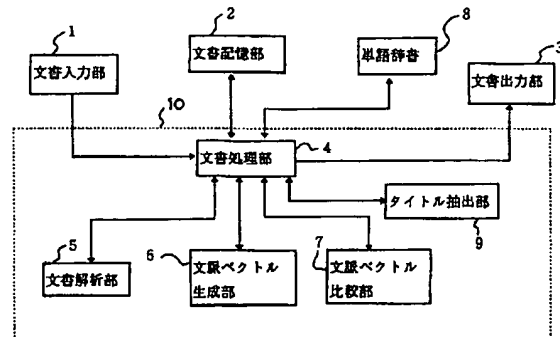 1
文書入力部
2
文書記憶部
8
単語辞書
3
文書出力部
10
文書処理部
4
タイトル抽出部
9
5
文書解析部
6
文脈ベクトル
生成部
7
文脈ベクトル
比較部